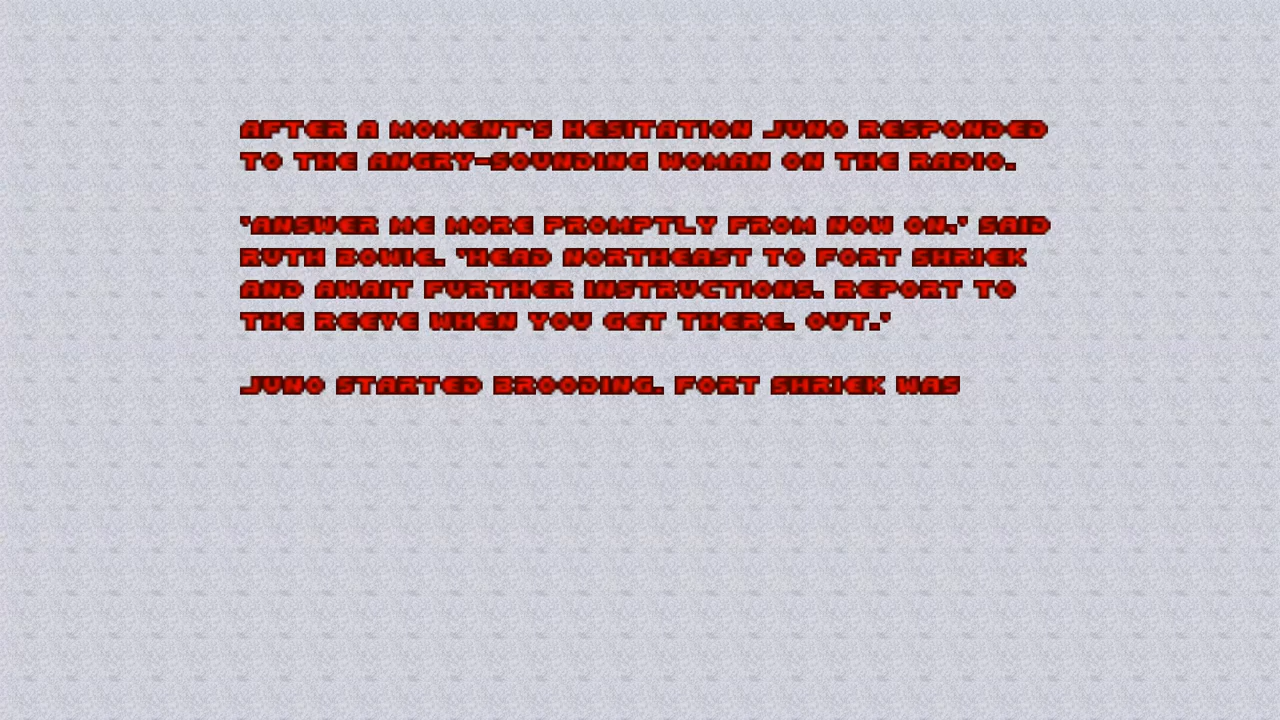 AFTER A MOMENT'S HESITATION JUNO RESPONDED
TO THE ANGRY-SOUNDING WOMAN ON THE RADIO.
'ANSWER ME MORE PROMPTLY FROM NOW ON.' SAID
RUTH BOWIE. 'HEAD NORTHEAST TO FORT SHRIEK
AND AWAIT FURTHER INSTRUCTIONS. REPORT TO
THE REEVE WHEN YOU GET THERE. OUT.'
JUNO STARTED BROODING. FORT SHRIEK WAS